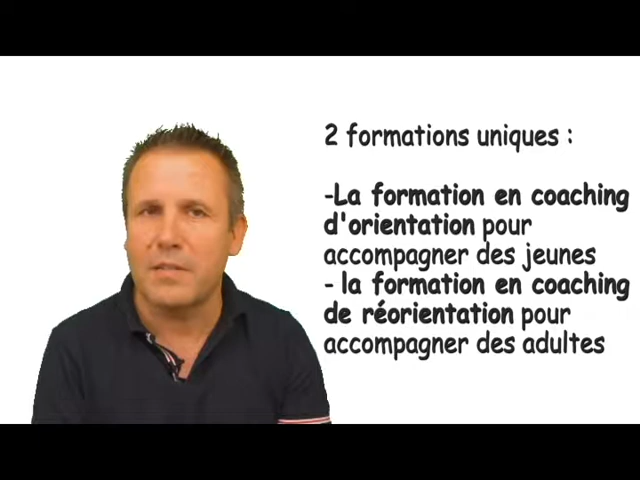 2 formations uniques :
-La formation en coaching
d'orientation pour
accompagner des jeunes
- la formation en coaching
de réorientation pour
accompagner des adultes